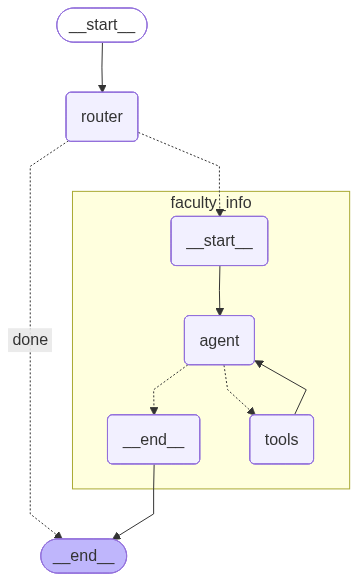 __start__
router
faculty_info
__start__
agent
done
__end__
tools
__end__